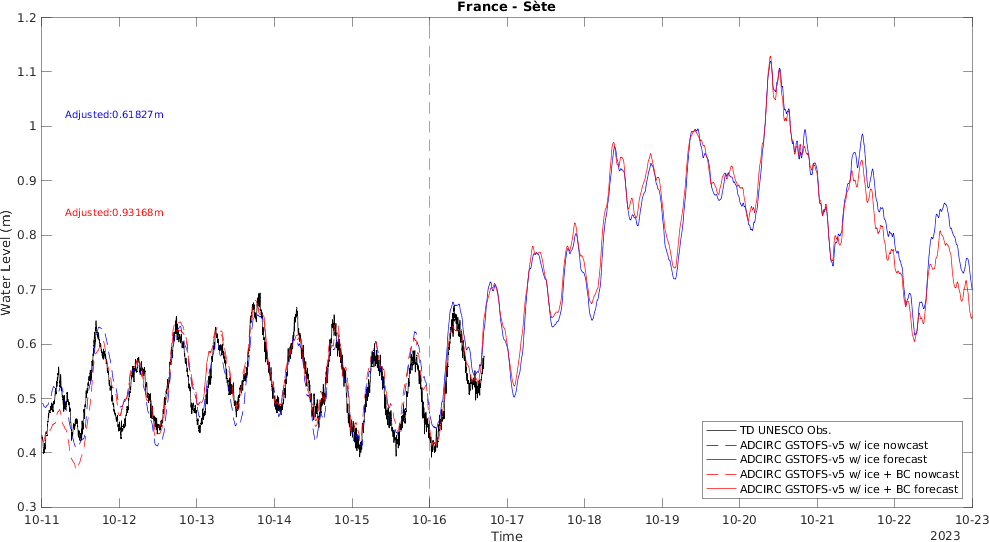 France - Sète
1.2
1.1
1
0.9
0.8
0.7
0.6
0.5
0.4
0.3
Water Level (m)
Adjusted:0.61827m
Adjusted:0.93168m
TD UNESCO Obs.
ADCIRC GSTOFS-v5 w/ ice nowcast
ADCIRC GSTOFS-v5 w/ ice forecast
ADCIRC GSTOFS-v5 w/ ice + BC nowcast
ADCIRC GSTOFS-v5 w/ ice + BC forecast
10-11 10-12 10-13 10-14 10-15 10-16 10-17 10-18 10-19 10-20 10-21 10-22 10-23
Time
2023